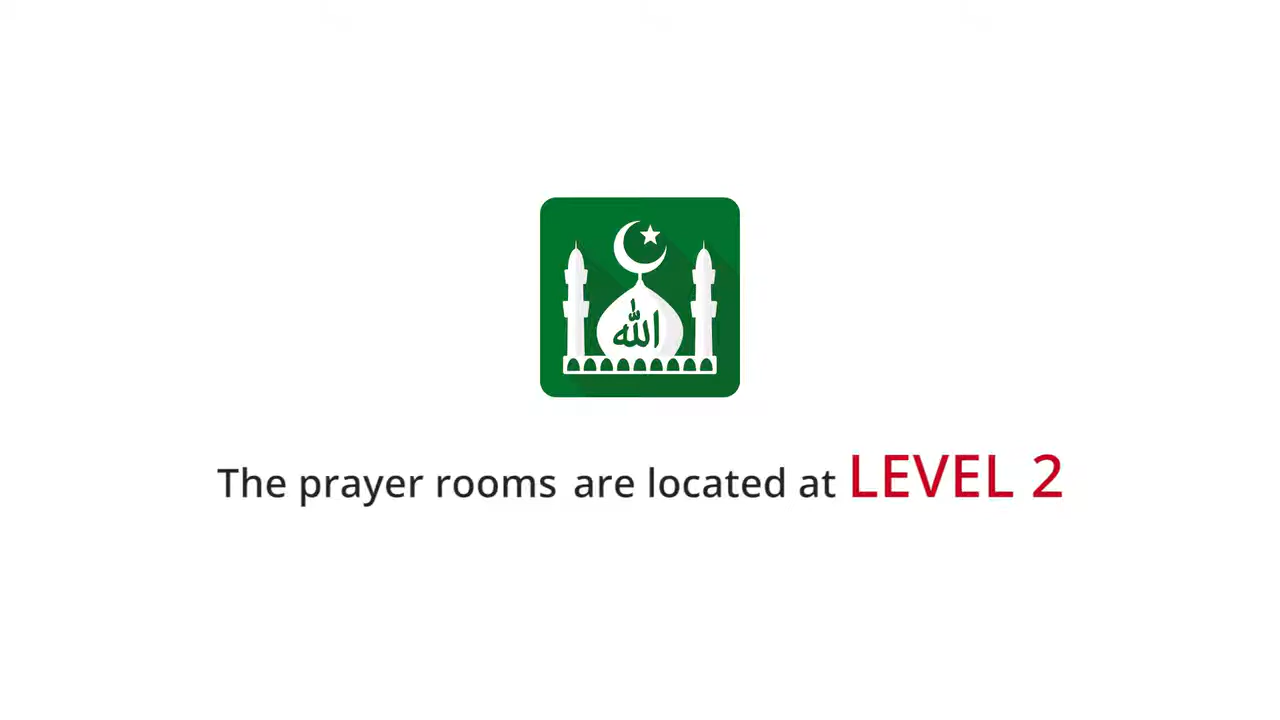 الله
The prayer rooms are located at LEVEL 2